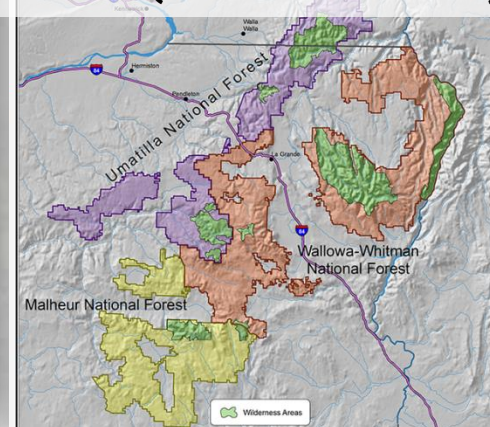 Kennewick
Walla
Walla
84
Hermiston
Pendleton
Umatilla National Forest
La Grande
84
Wallowa-Whitman
National Forest
Malheur National Forest
Wilderness Areas